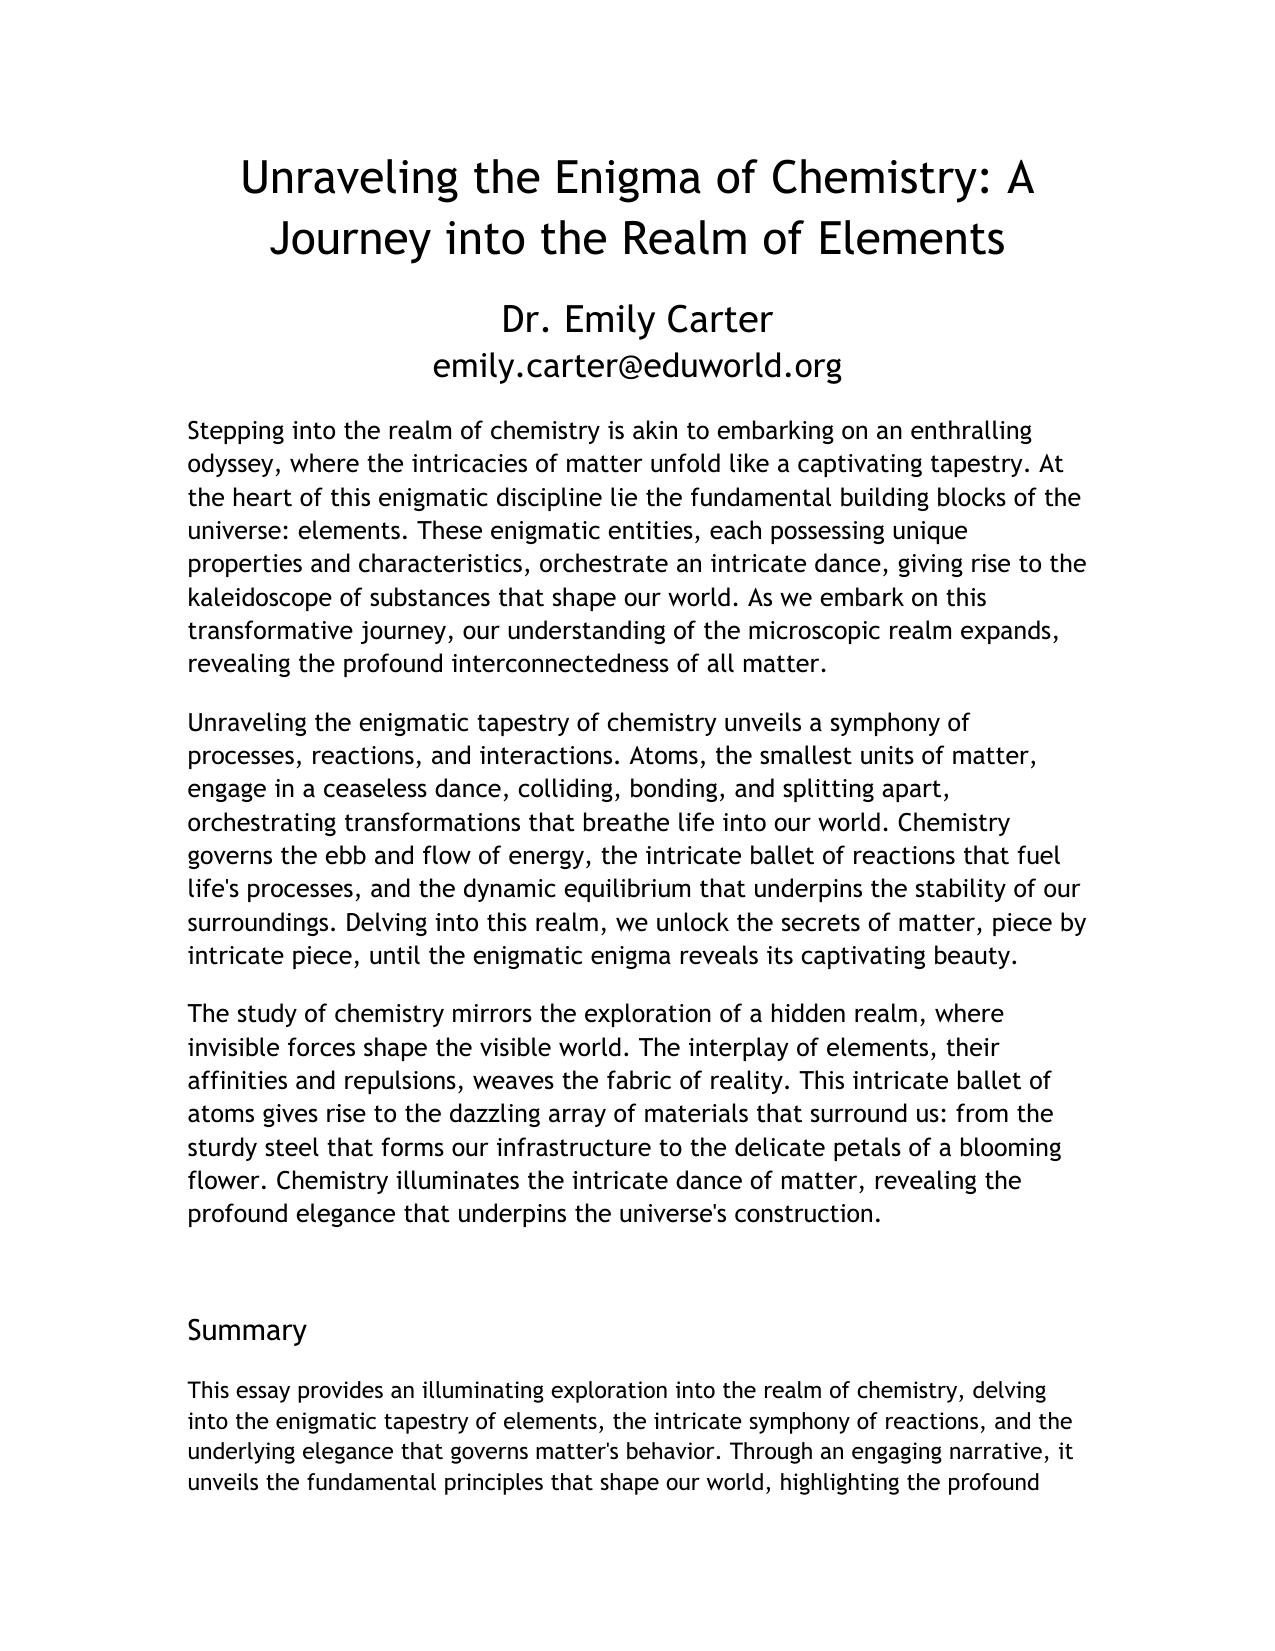 Unraveling the Enigma of Chemistry: A
Journey into the Realm of Elements
Dr. Emily Carter
emily.carter@eduworld.org
Stepping into the realm of chemistry is akin to embarking on an enthralling
odyssey, where the intricacies of matter unfold like a captivating tapestry. At
the heart of this enigmatic discipline lie the fundamental building blocks of the
universe: elements. These enigmatic entities, each possessing unique
properties and characteristics, orchestrate an intricate dance, giving rise to the
kaleidoscope of substances that shape our world. As we embark on this
transformative journey, our understanding of the microscopic realm expands,
revealing the profound interconnectedness of all matter.
Unraveling the enigmatic tapestry of chemistry unveils a symphony of
processes, reactions, and interactions. Atoms, the smallest units of matter,
engage in a ceaseless dance, colliding, bonding, and splitting apart,
orchestrating transformations that breathe life into our world. Chemistry
governs the ebb and flow of energy, the intricate ballet of reactions that fuel
life's processes, and the dynamic equilibrium that underpins the stability of our
surroundings. Delving into this realm, we unlock the secrets of matter, piece by
intricate piece, until the enigmatic enigma reveals its captivating beauty.
The study of chemistry mirrors the exploration of a hidden realm, where
invisible forces shape the visible world. The interplay of elements, their
affinities and repulsions, weaves the fabric of reality. This intricate ballet of
atoms gives rise to the dazzling array of materials that surround us: from the
sturdy steel that forms our infrastructure to the delicate petals of a blooming
flower. Chemistry illuminates the intricate dance of matter, revealing the
profound elegance that underpins the universe's construction.
Summary
This essay provides an illuminating exploration into the realm of chemistry, delving
into the enigmatic tapestry of elements, the intricate symphony of reactions, and the
underlying elegance that governs matter's behavior. Through an engaging narrative, it
unveils the fundamental principles that shape our world, highlighting the profound